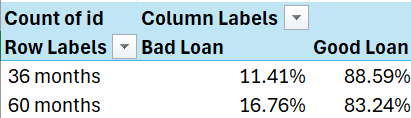 Count of id Column Labels
Row Labels Bad Loan Good Loan
36 months 11.41% 88.59%
60 months 16.76% 83.24%